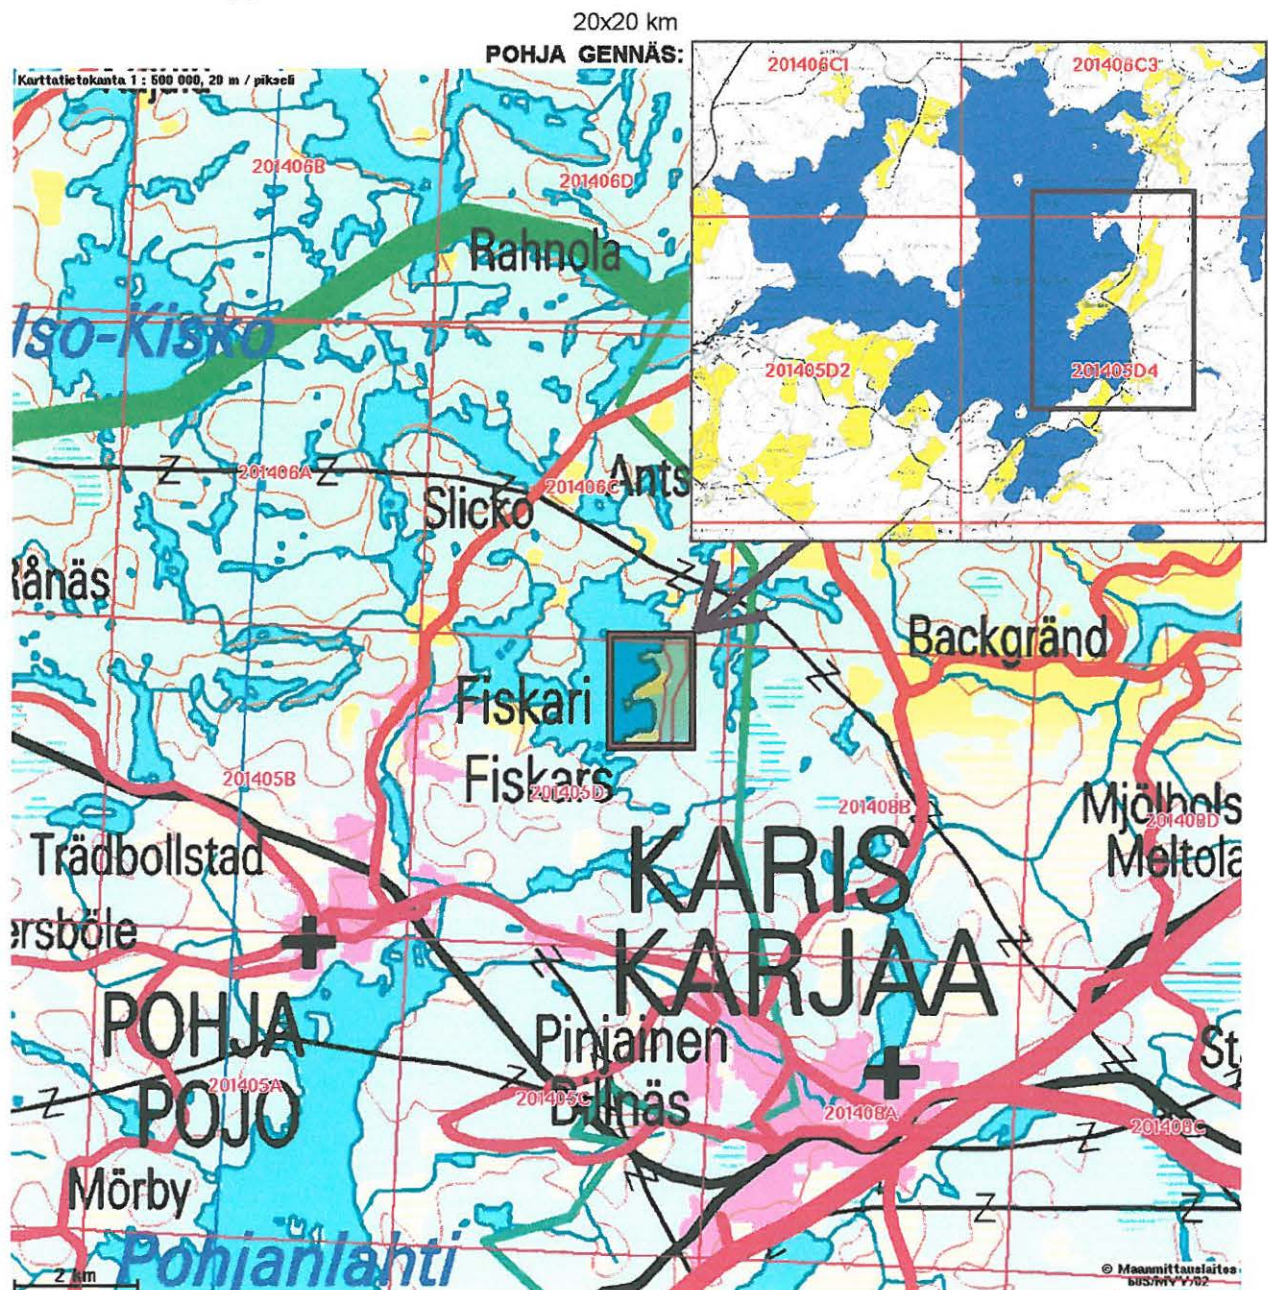 20x20 km
POHJA GENNÄS:
Karttatietokanta 1 : 500 000, 20 m / pikseli
201406C1
201406C3
201406B
201406D
Rahnola
Iso-Kisko
201405D2
201405D4
201406A
201406C
Ants
Slicko
Rånäs
Backgränd
Fiskari
Fiskars
201405B
201405D
201408B
Mjölbols
201408D
Meltola
Trädbollstad
KARIS
KARJAA
ersböle
POHJA
POJO
Pinjainen
Billnäs
201405A
201405C
201408A
201408C
St
Mörby
Pohjanlahti
2 km
© Maanmittauslaitos